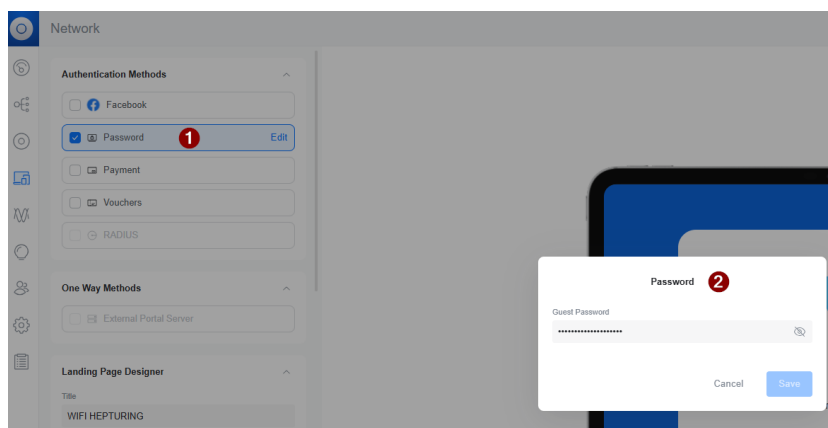 Network
Authentication Methods
Facebook
Password 1 Edit
Payment
Vouchers
RADIUS
One Way Methods
External Portal Server
Landing Page Designer
Title
WIFI HEPTURING
Password 2
Guest Password
••••••••••••••••••••
Cancel Save